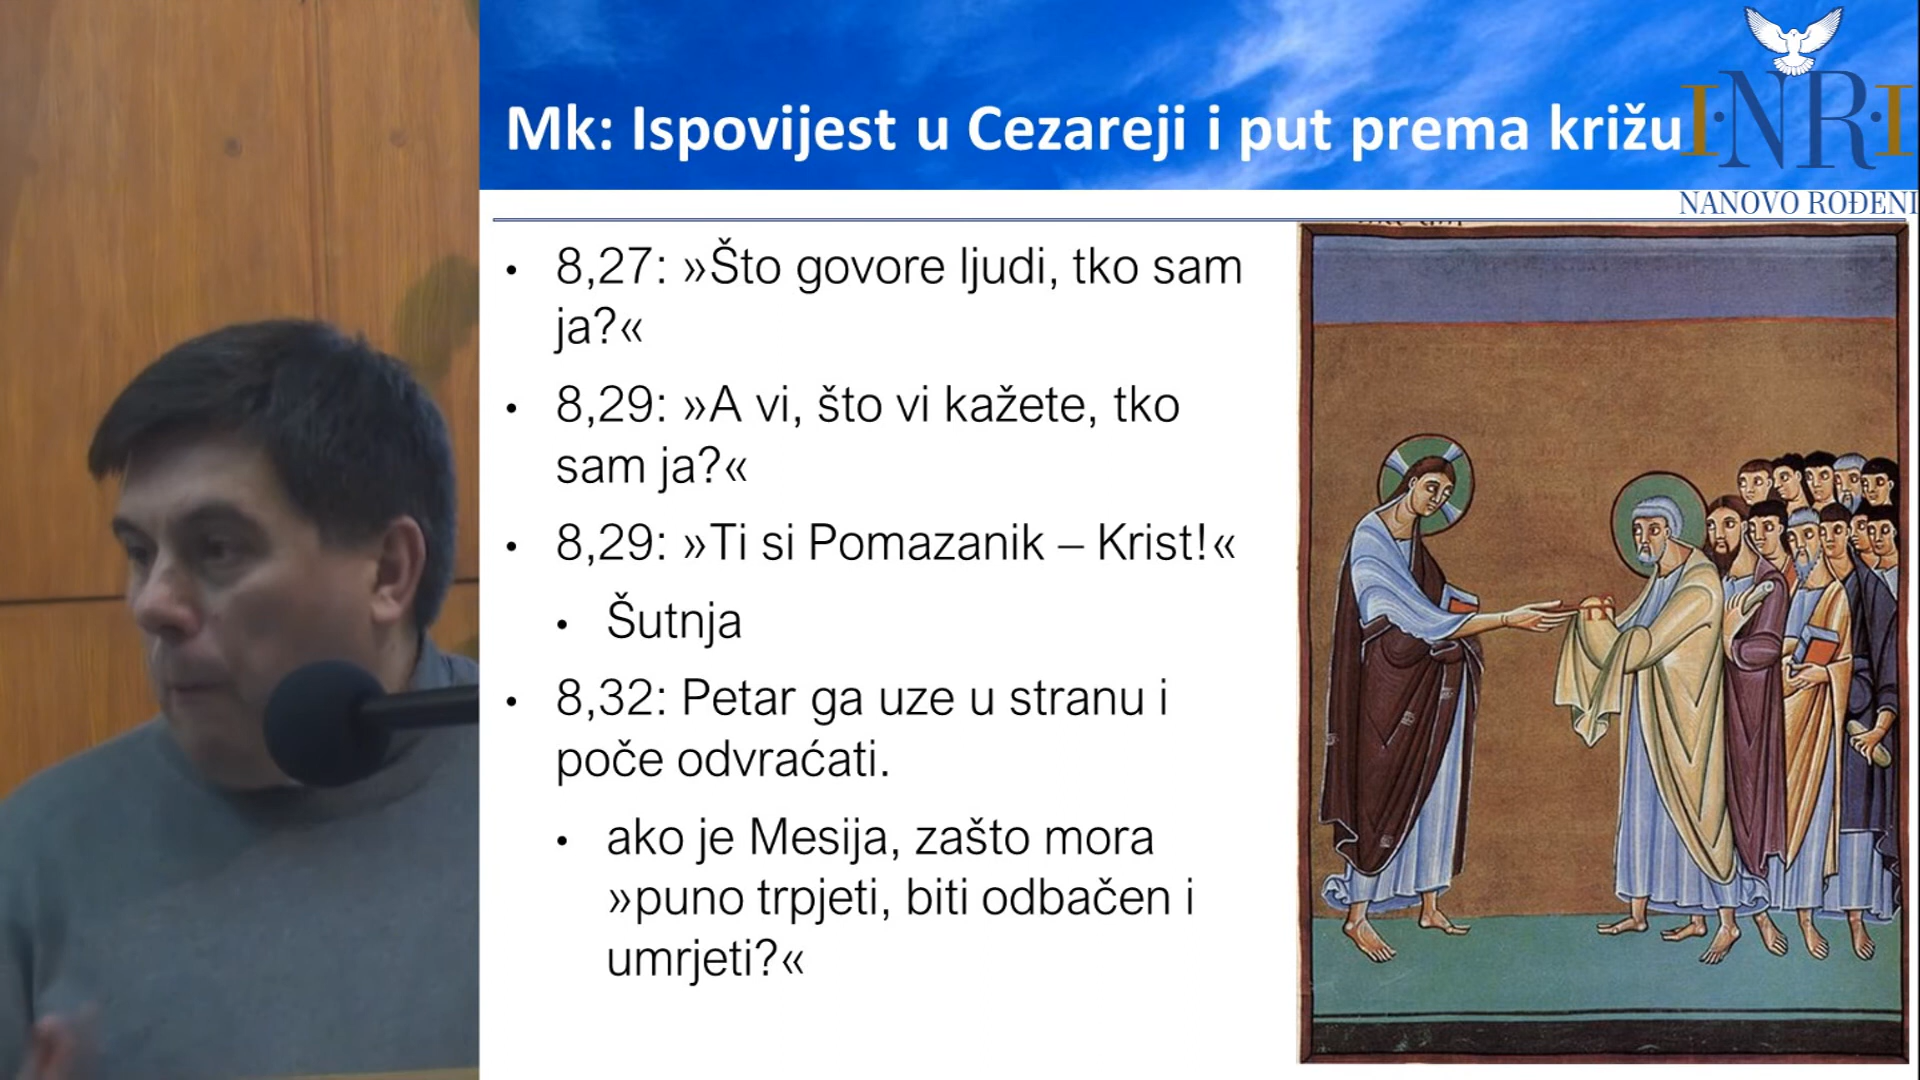 Mk: Ispovijest u Cezareji i put prema križu
I·NR·I
NANOVO ROĐENI
• 8,27: »Što govore ljudi, tko sam
ja?«
• 8,29: »A vi, što vi kažete, tko
sam ja?«
• 8,29: »Ti si Pomazanik – Krist!«
• Šutnja
• 8,32: Petar ga uze u stranu i
poče odvraćati.
• ako je Mesija, zašto mora
»puno trpjeti, biti odbačen i
umrjeti?«